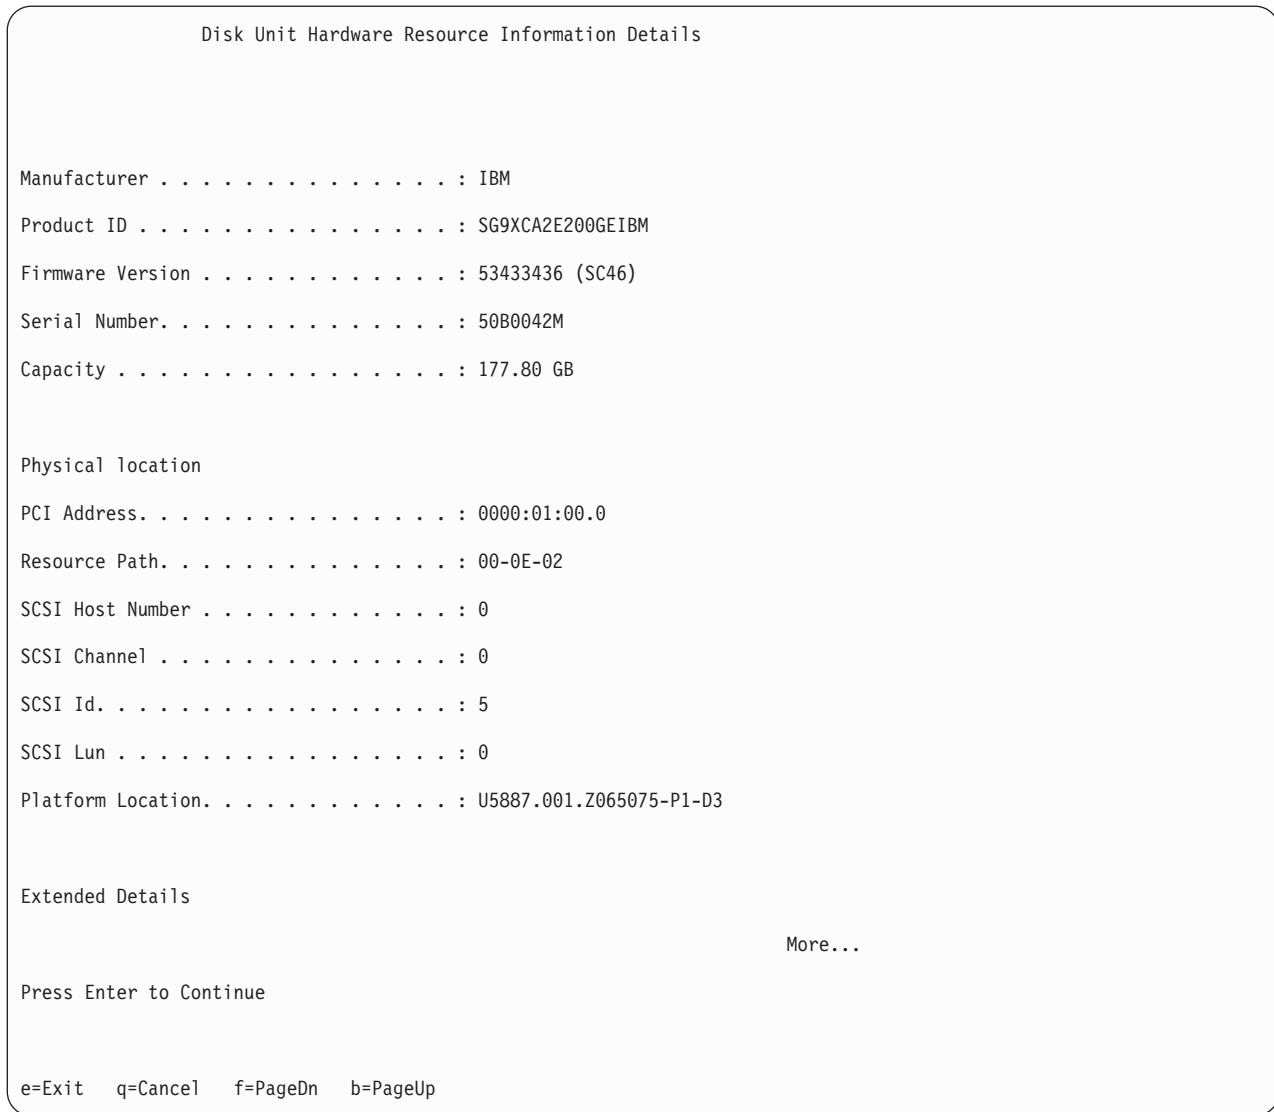 Disk Unit Hardware Resource Information Details
Manufacturer . . . . . . . . . . . . . . : IBM
Product ID . . . . . . . . . . . . . . . : SG9XCA2E200GEIBM
Firmware Version . . . . . . . . . . . . : 53433436 (SC46)
Serial Number. . . . . . . . . . . . . . : 50B0042M
Capacity . . . . . . . . . . . . . . . . : 177.80 GB
Physical location
PCI Address. . . . . . . . . . . . . . . : 0000:01:00.0
Resource Path. . . . . . . . . . . . . . : 00-0E-02
SCSI Host Number . . . . . . . . . . . . : 0
SCSI Channel . . . . . . . . . . . . . . : 0
SCSI Id. . . . . . . . . . . . . . . . . : 5
SCSI Lun . . . . . . . . . . . . . . . . : 0
Platform Location. . . . . . . . . . . . : U5887.001.Z065075-P1-D3
Extended Details
More...
Press Enter to Continue
e=Exit   q=Cancel   f=PageDn   b=PageUp